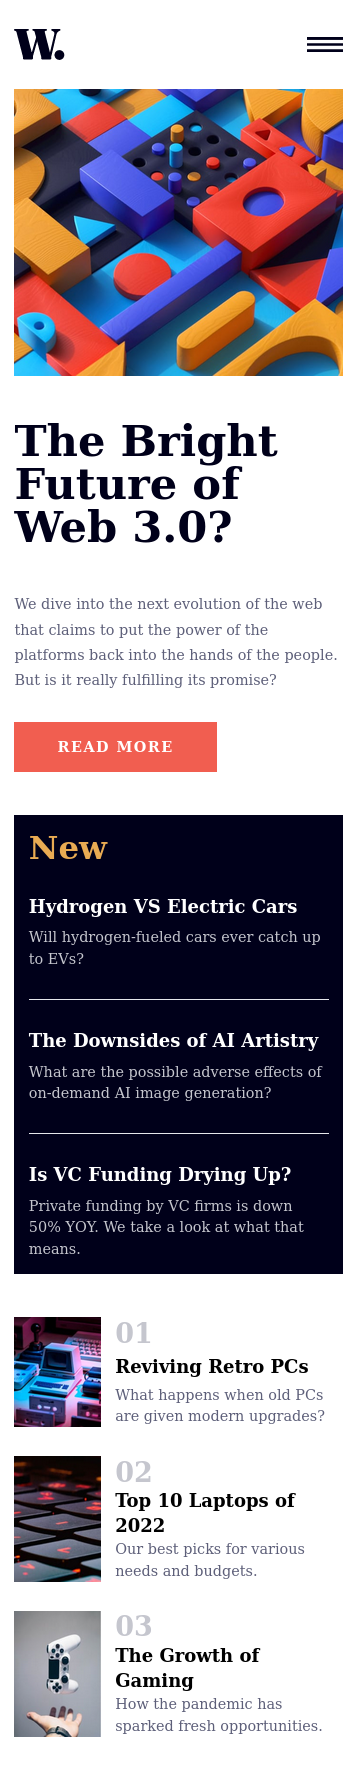 W.
The Bright
Future of
Web 3.0?
We dive into the next evolution of the web
that claims to put the power of the
platforms back into the hands of the people.
But is it really fulfilling its promise?
READ MORE
New
Hydrogen VS Electric Cars
Will hydrogen-fueled cars ever catch up
to EVs?
The Downsides of AI Artistry
What are the possible adverse effects of
on-demand AI image generation?
Is VC Funding Drying Up?
Private funding by VC firms is down
50% YOY. We take a look at what that
means.
01
Reviving Retro PCs
What happens when old PCs
are given modern upgrades?
02
Top 10 Laptops of
2022
Our best picks for various
needs and budgets.
03
The Growth of
Gaming
How the pandemic has
sparked fresh opportunities.